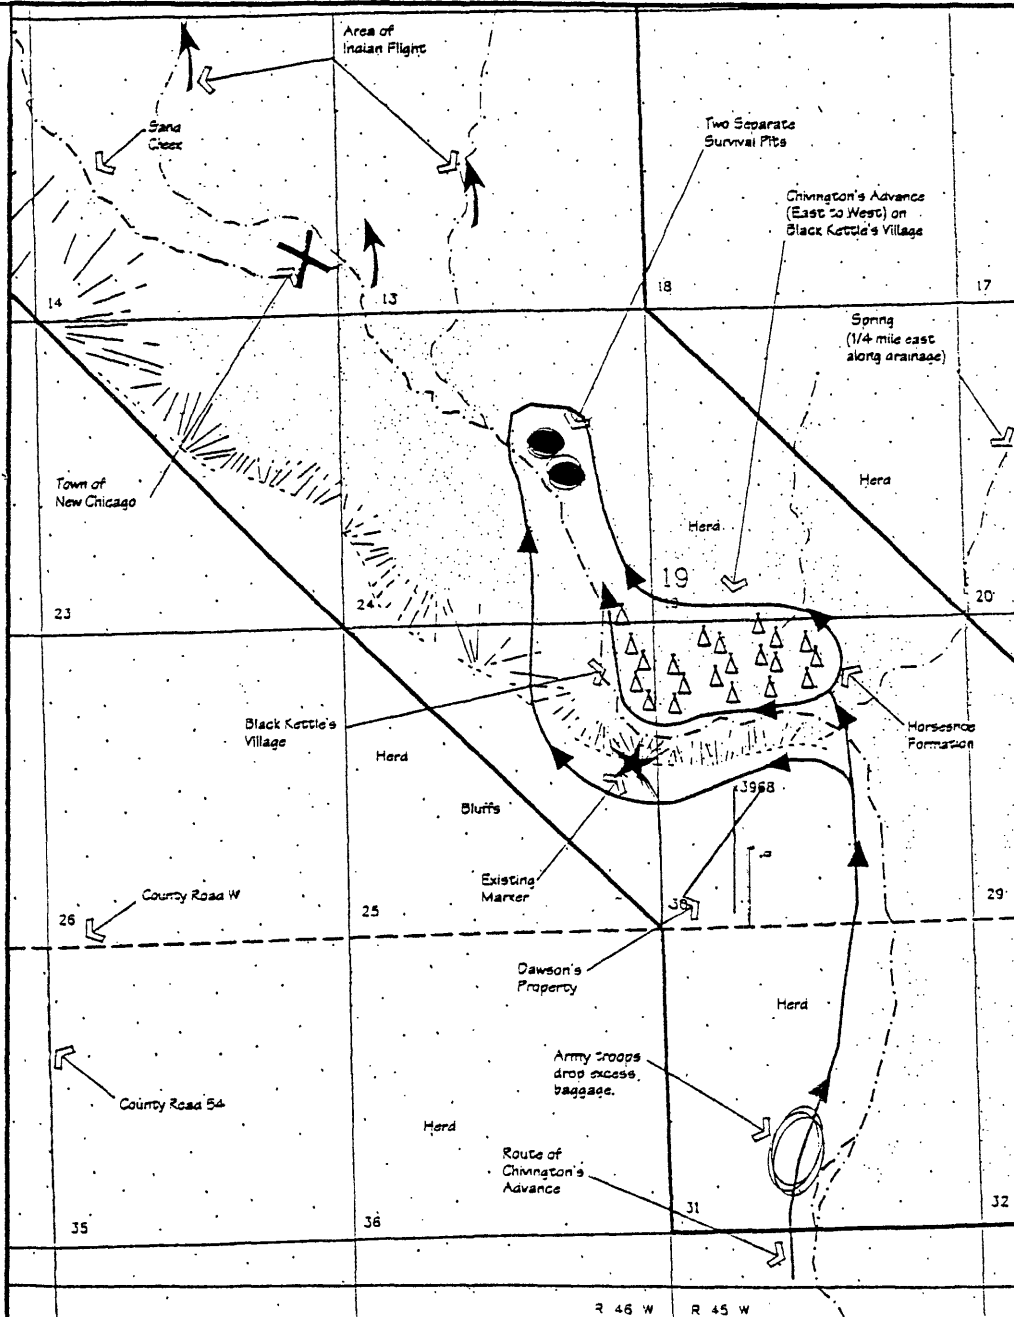 Area of
Indian Flight
Sand
Creek
Two Separate
Survival Pits
Chivington's Advance
(East to West) on
Black Kettle's Village
14
13
18
17
Spring
(1/4 mile east
along drainage)
Town of
New Chicago
Herd
Herd
19
23
24
20
Black Kettle's
Village
Herd
Horseshoe
Formation
Bluffs
3968
Existing
Marker
County Road W
26
25
30
29
Dawson's
Property
Herd
Army troops
drop excess
baggage.
County Road 54
Herd
Route of
Chivington's
Advance
35
36
31
32
R 46 W R 45 W